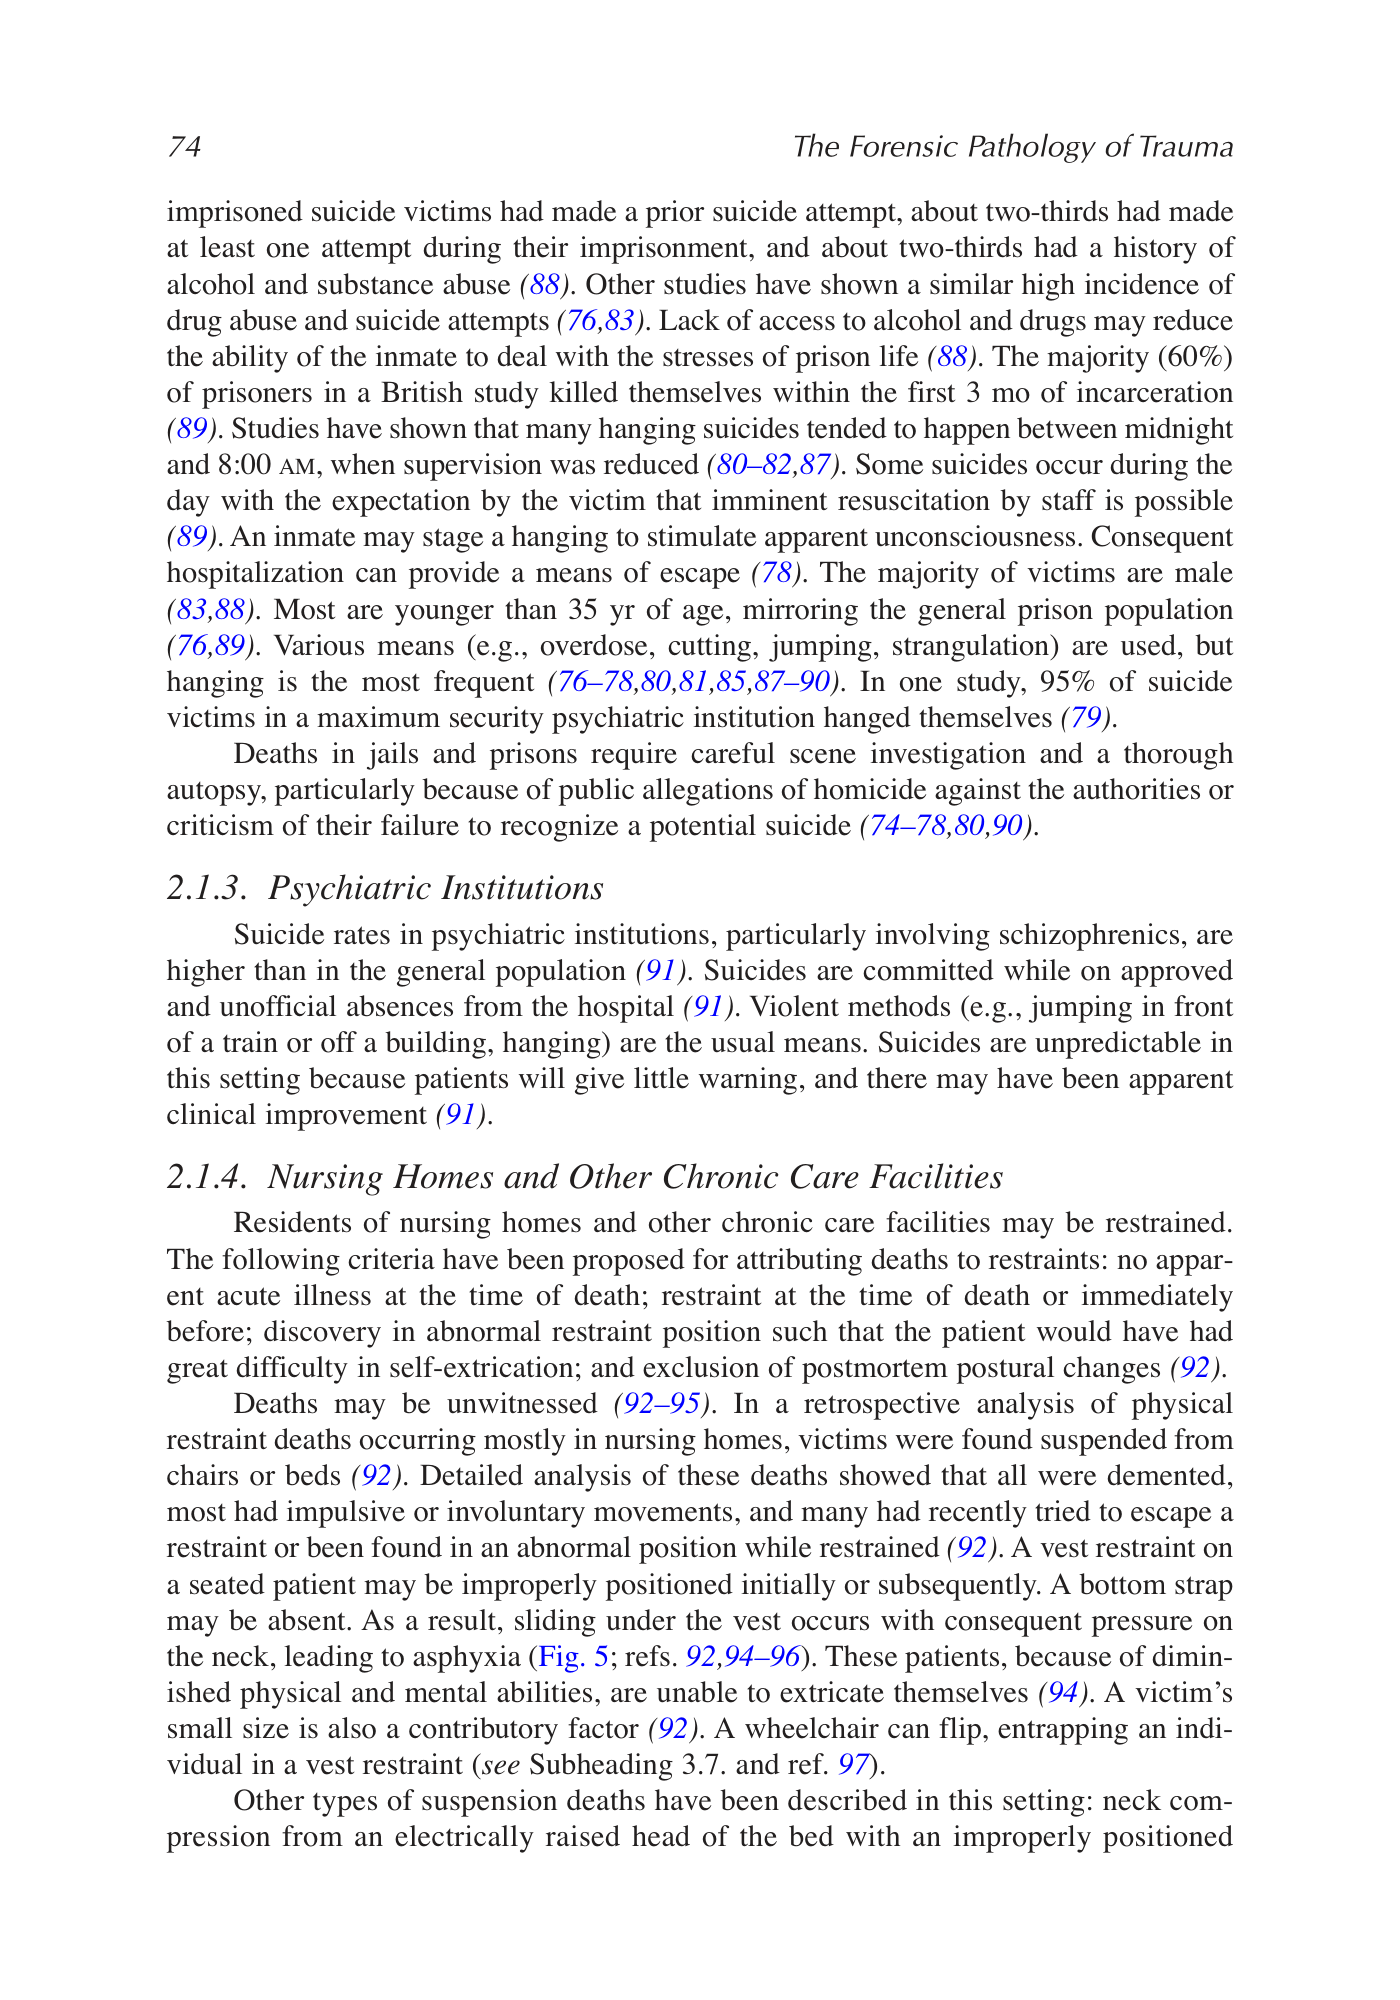 74
The Forensic Pathology of Trauma
imprisoned suicide victims had made a prior suicide attempt, about two-thirds had made
at least one attempt during their imprisonment, and about two-thirds had a history of
alcohol and substance abuse (88). Other studies have shown a similar high incidence of
drug abuse and suicide attempts (76,83). Lack of access to alcohol and drugs may reduce
the ability of the inmate to deal with the stresses of prison life (88). The majority (60%)
of prisoners in a British study killed themselves within the first 3 mo of incarceration
(89). Studies have shown that many hanging suicides tended to happen between midnight
and 8:00 AM, when supervision was reduced (80–82,87). Some suicides occur during the
day with the expectation by the victim that imminent resuscitation by staff is possible
(89). An inmate may stage a hanging to stimulate apparent unconsciousness. Consequent
hospitalization can provide a means of escape (78). The majority of victims are male
(83,88). Most are younger than 35 yr of age, mirroring the general prison population
(76,89). Various means (e.g., overdose, cutting, jumping, strangulation) are used, but
hanging is the most frequent (76–78,80,81,85,87–90). In one study, 95% of suicide
victims in a maximum security psychiatric institution hanged themselves (79).
Deaths in jails and prisons require careful scene investigation and a thorough
autopsy, particularly because of public allegations of homicide against the authorities or
criticism of their failure to recognize a potential suicide (74–78,80,90).
2.1.3. Psychiatric Institutions
Suicide rates in psychiatric institutions, particularly involving schizophrenics, are
higher than in the general population (91). Suicides are committed while on approved
and unofficial absences from the hospital (91). Violent methods (e.g., jumping in front
of a train or off a building, hanging) are the usual means. Suicides are unpredictable in
this setting because patients will give little warning, and there may have been apparent
clinical improvement (91).
2.1.4. Nursing Homes and Other Chronic Care Facilities
Residents of nursing homes and other chronic care facilities may be restrained.
The following criteria have been proposed for attributing deaths to restraints: no appar-
ent acute illness at the time of death; restraint at the time of death or immediately
before; discovery in abnormal restraint position such that the patient would have had
great difficulty in self-extrication; and exclusion of postmortem postural changes (92).
Deaths may be unwitnessed (92–95). In a retrospective analysis of physical
restraint deaths occurring mostly in nursing homes, victims were found suspended from
chairs or beds (92). Detailed analysis of these deaths showed that all were demented,
most had impulsive or involuntary movements, and many had recently tried to escape a
restraint or been found in an abnormal position while restrained (92). A vest restraint on
a seated patient may be improperly positioned initially or subsequently. A bottom strap
may be absent. As a result, sliding under the vest occurs with consequent pressure on
the neck, leading to asphyxia (Fig. 5; refs. 92,94–96). These patients, because of dimin-
ished physical and mental abilities, are unable to extricate themselves (94). A victim's
small size is also a contributory factor (92). A wheelchair can flip, entrapping an indi-
vidual in a vest restraint (see Subheading 3.7. and ref. 97).
Other types of suspension deaths have been described in this setting: neck com-
pression from an electrically raised head of the bed with an improperly positioned